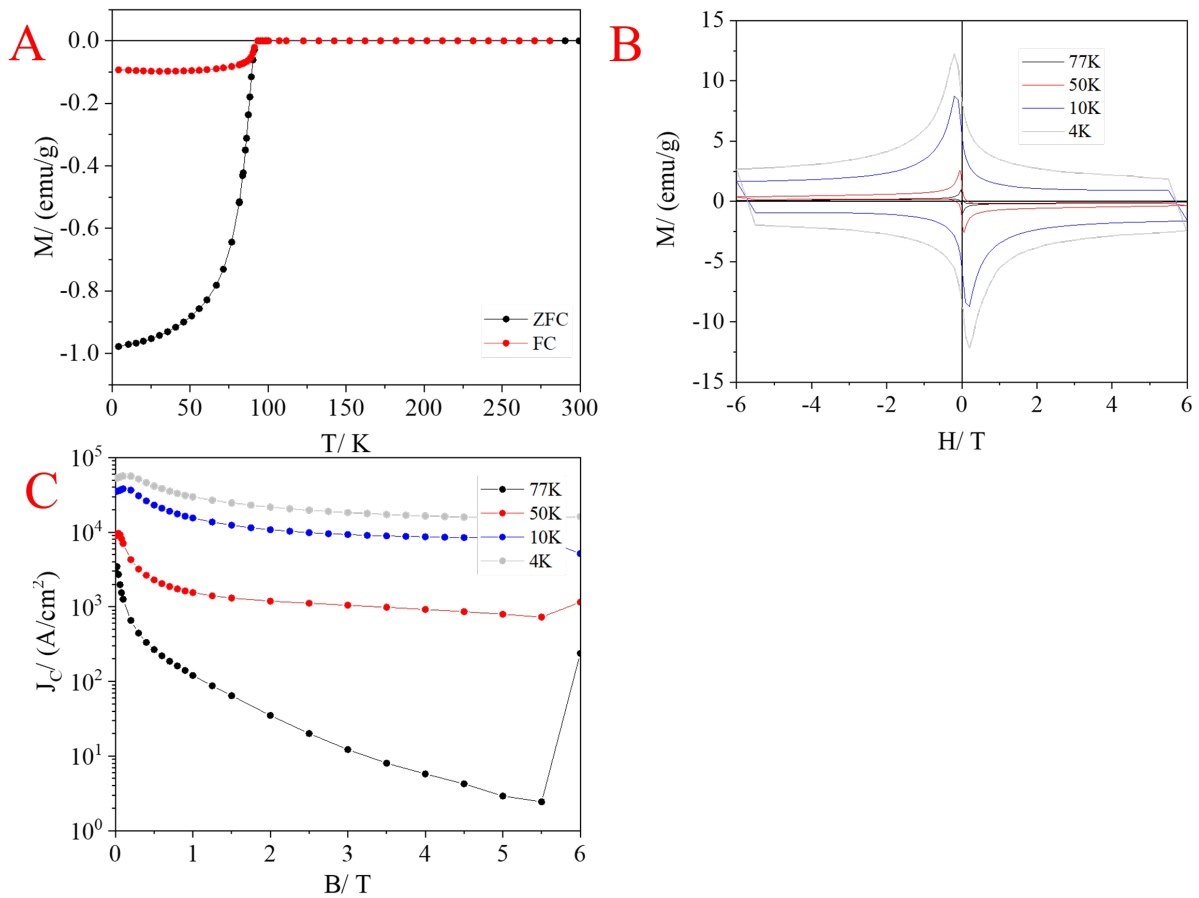 A
0.0
-0.2
-0.4
-0.6
-0.8
-1.0
M/ (emu/g)
ZFC
FC
0 50 100 150 200 250 300
T/ K
B
15
10
5
0
-5
-10
-15
M/ (emu/g)
77K
50K
10K
4K
-6 -4 -2 0 2 4 6
H/ T
C
10^5
10^4
10^3
10^2
10^1
10^0
J_C/ (A/cm^2)
77K
50K
10K
4K
0 1 2 3 4 5 6
B/ T